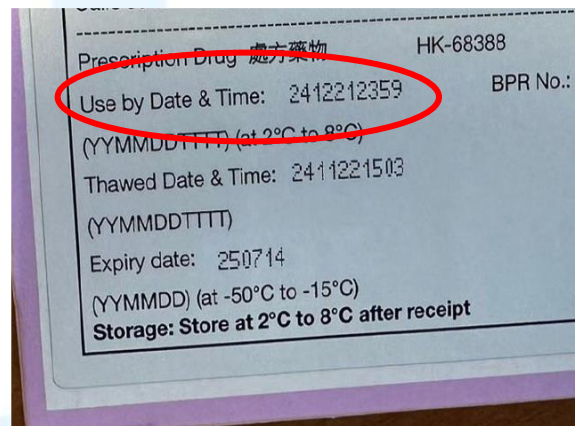 Prescription Drug 處方藥物 HK-68388
Use by Date & Time: 2412212359 BPR No.:
(YYMMDDTTTT) (at 2°C to 8°C)
Thawed Date & Time: 2411221503
(YYMMDDTTTT)
Expiry date: 250714
(YYMMDD) (at -50°C to -15°C)
Storage: Store at 2°C to 8°C after receipt